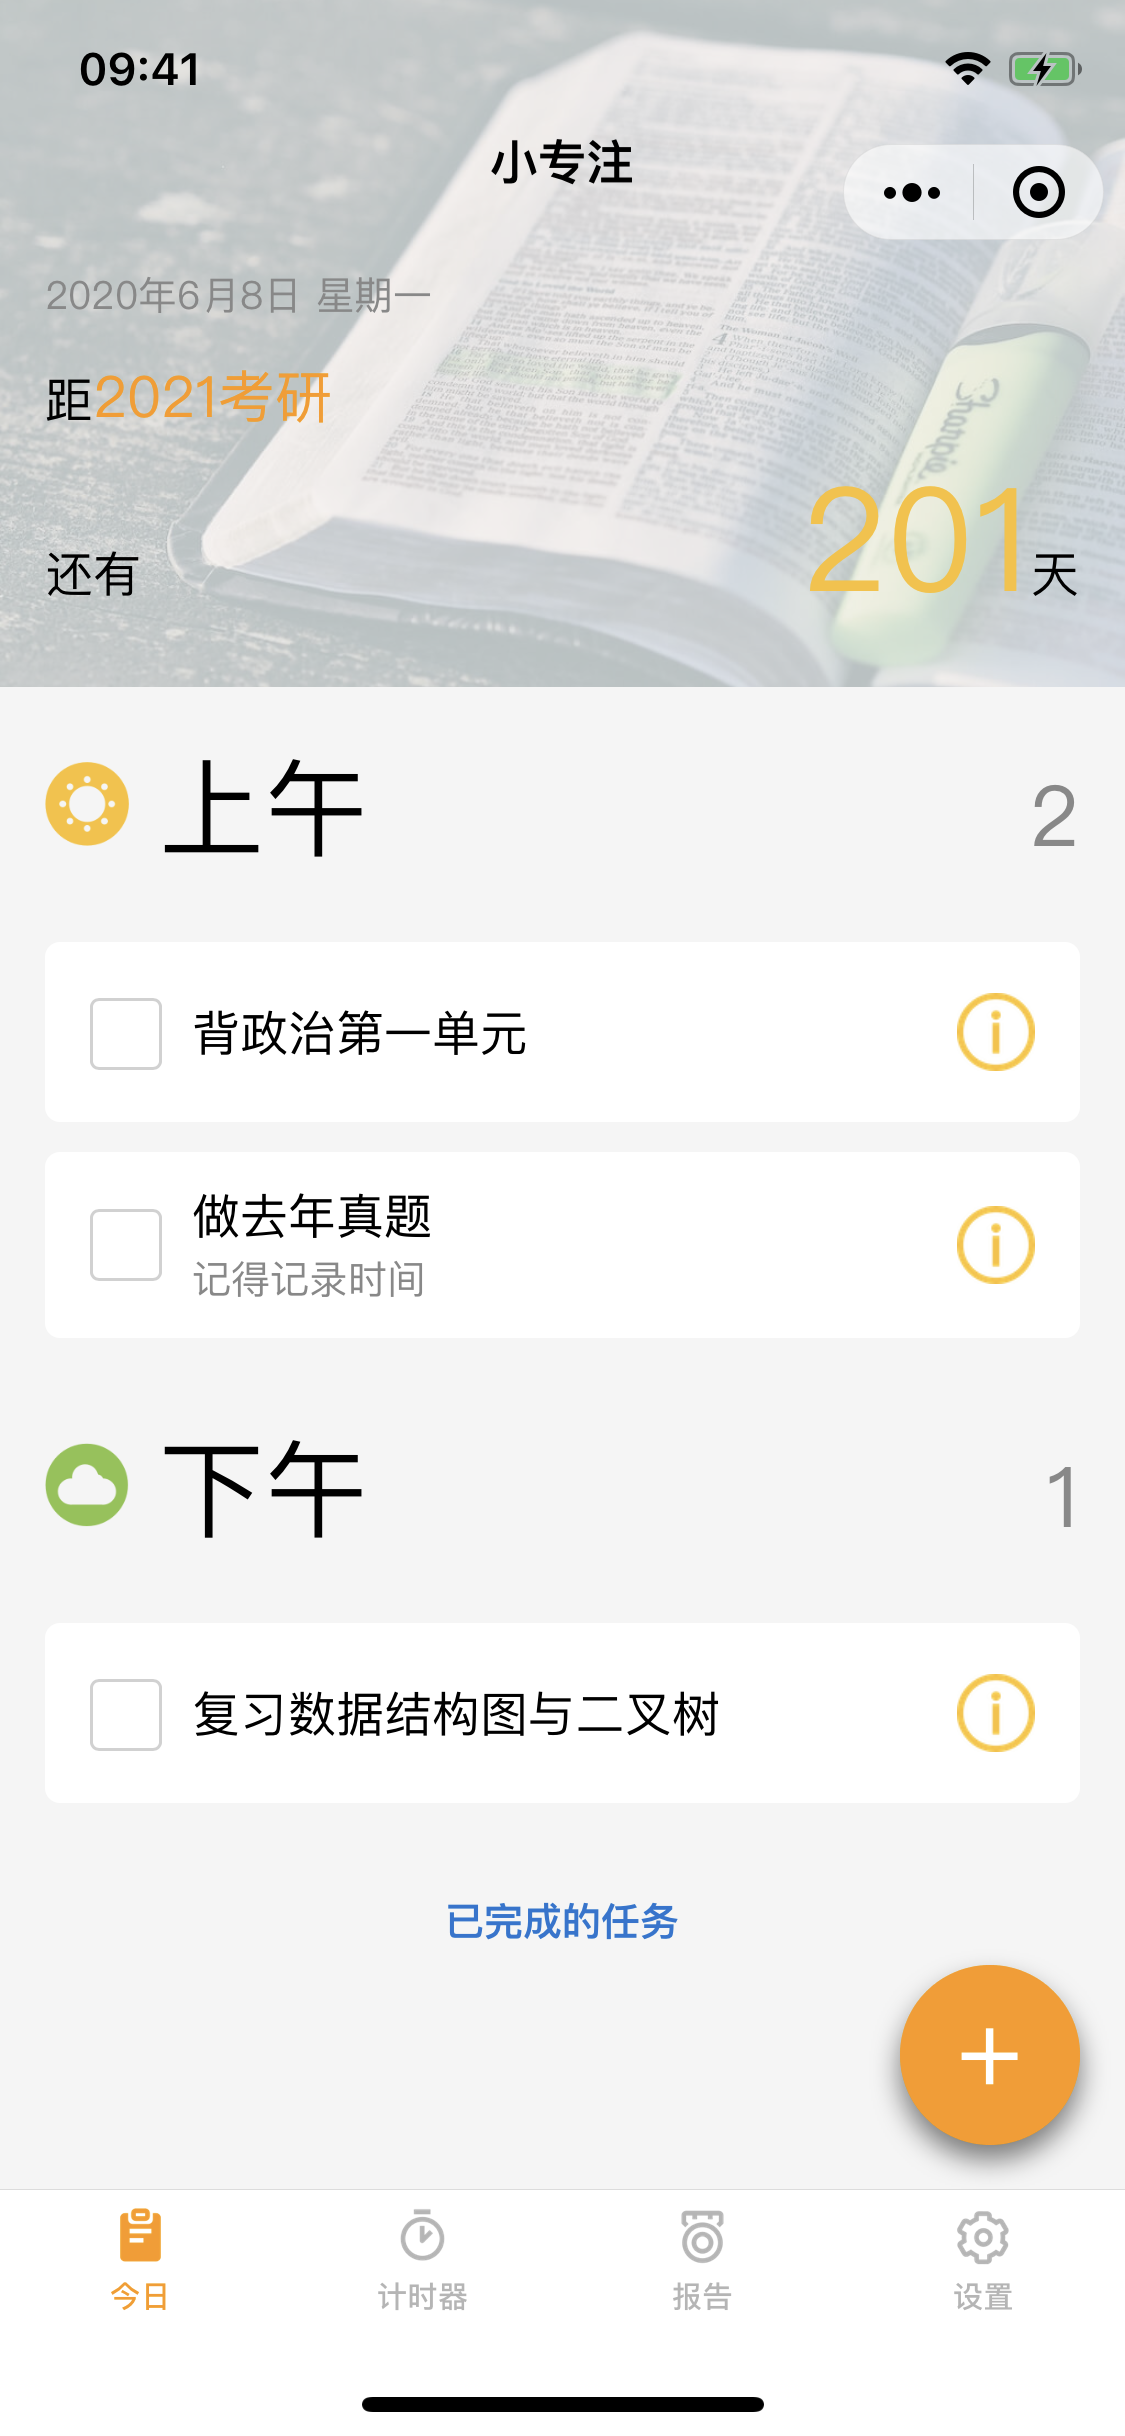 09:41
小专注
2020年6月8日 星期一
距2021考研
还有
201天
上午
2
背政治第一单元
做去年真题
记得记录时间
下午
1
复习数据结构图与二叉树
已完成的任务
今日
计时器
报告
设置